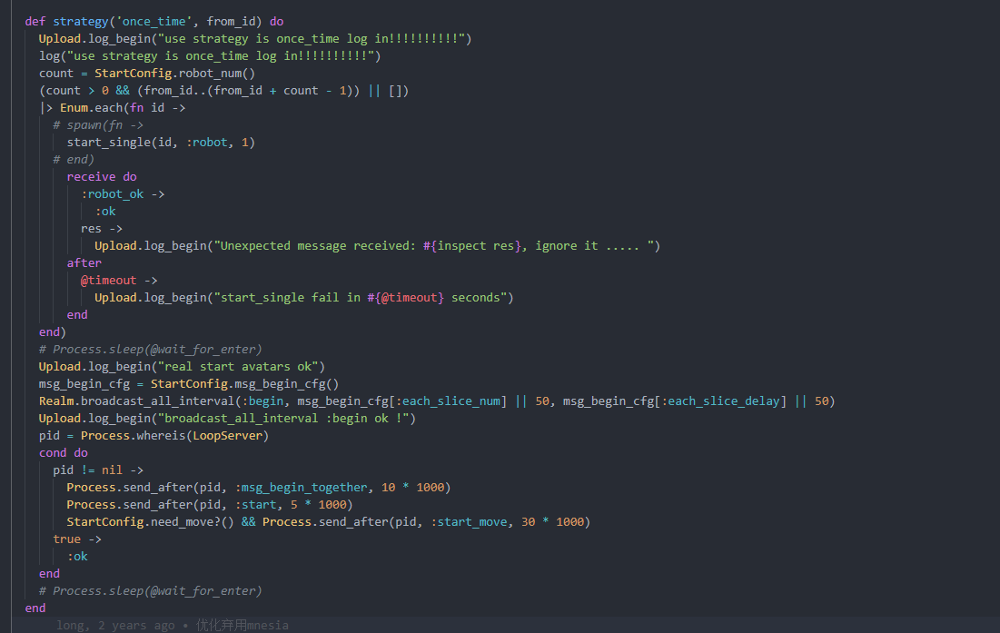 def strategy('once_time', from_id) do
Upload.log_begin("use strategy is once_time log in!!!!!!!!!!")
log("use strategy is once_time log in!!!!!!!!!!")
count = StartConfig.robot_num()
(count > 0 && (from_id..(from_id + count - 1)) || [])
|> Enum.each(fn id ->
# spawn(fn ->
start_single(id, :robot, 1)
# end)
receive do
:robot_ok ->
:ok
res ->
Upload.log_begin("Unexpected message received: #{inspect res}, ignore it ..... ")
after
@timeout ->
Upload.log_begin("start_single fail in #{@timeout} seconds")
end
end)
# Process.sleep(@wait_for_enter)
Upload.log_begin("real start avatars ok")
msg_begin_cfg = StartConfig.msg_begin_cfg()
Realm.broadcast_all_interval(:begin, msg_begin_cfg[:each_slice_num] || 50, msg_begin_cfg[:each_slice_delay] || 50)
Upload.log_begin("broadcast_all_interval :begin ok !")
pid = Process.whereis(LoopServer)
cond do
pid != nil ->
Process.send_after(pid, :msg_begin_together, 10 * 1000)
Process.send_after(pid, :start, 5 * 1000)
StartConfig.need_move?() && Process.send_after(pid, :start_move, 30 * 1000)
true ->
:ok
end
# Process.sleep(@wait_for_enter)
end
long, 2 years ago • 优化弃用mnesia